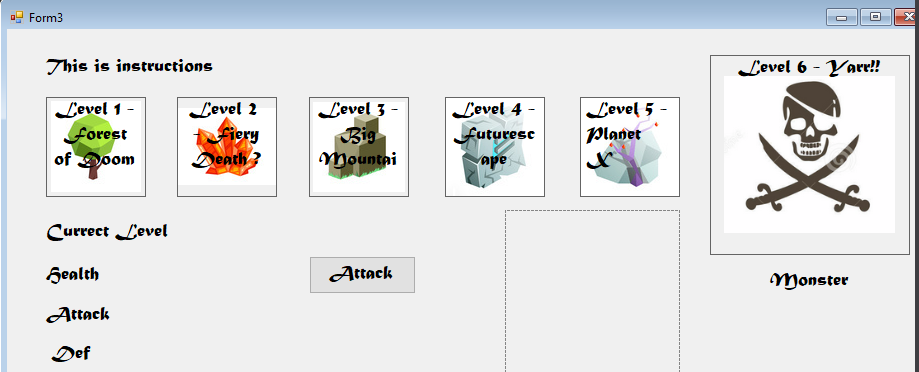 Form3
This is instructions
Level 1 -
Forest
of Doom
Level 2
- Fiery
Death?
Level 3 -
Big
Mountai
Level 4 -
Futuresc
ape
Level 5 -
Planet
X
Level 6 - Yarr!!
Currect Level
Health
Attack
Monster
Attack
Def